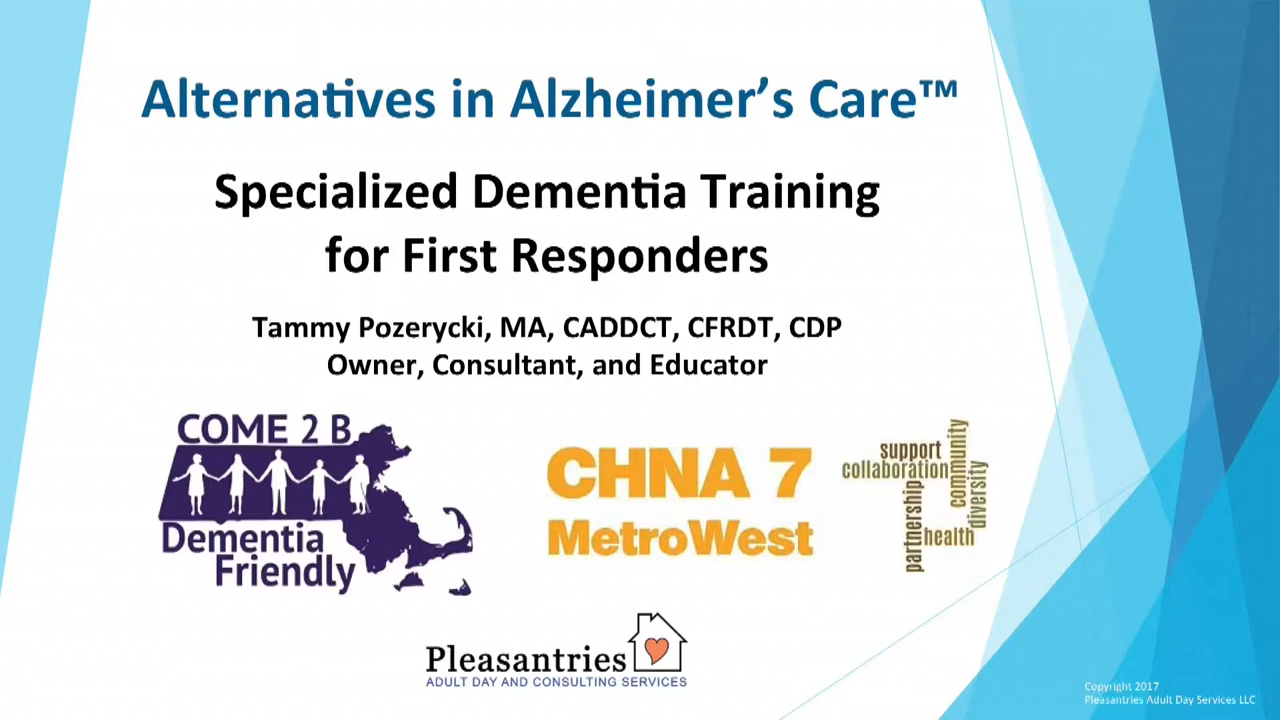 Alternatives in Alzheimer's Care™
Specialized Dementia Training
for First Responders
Tammy Pozerycki, MA, CADDCT, CFRDT, CDP
Owner, Consultant, and Educator
COME 2 B
Dementia
Friendly
CHNA 7
MetroWest
support
collaboration
community
diversity
partnership
health
Pleasantries
ADULT DAY AND CONSULTING SERVICES
Copyright 2017
Pleasantries Adult Day Services LLC